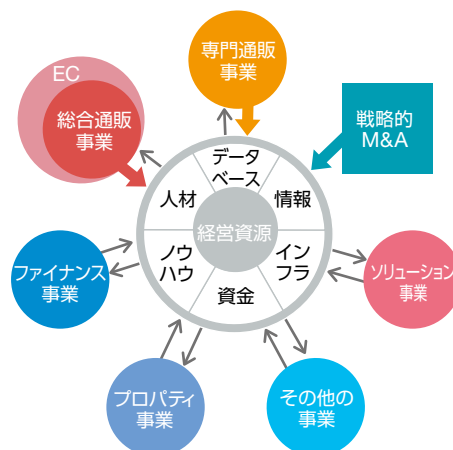 専門通販
事業
EC
総合通販
事業
戦略的
M&A
データ
ベース
人材
情報
経営資源
ノウ
ハウ
イン
フラ
資金
ファイナンス
事業
ソリューション
事業
プロパティ
事業
その他の
事業